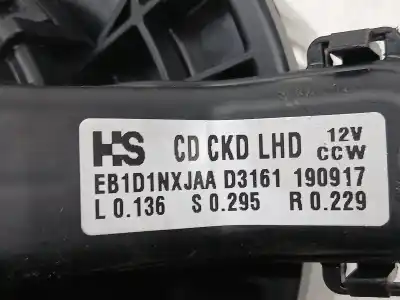 HS CD CKD LHD 12V CCW
EB1D1NXJAA D3161 190917
L 0.136 S 0.295 R 0.229